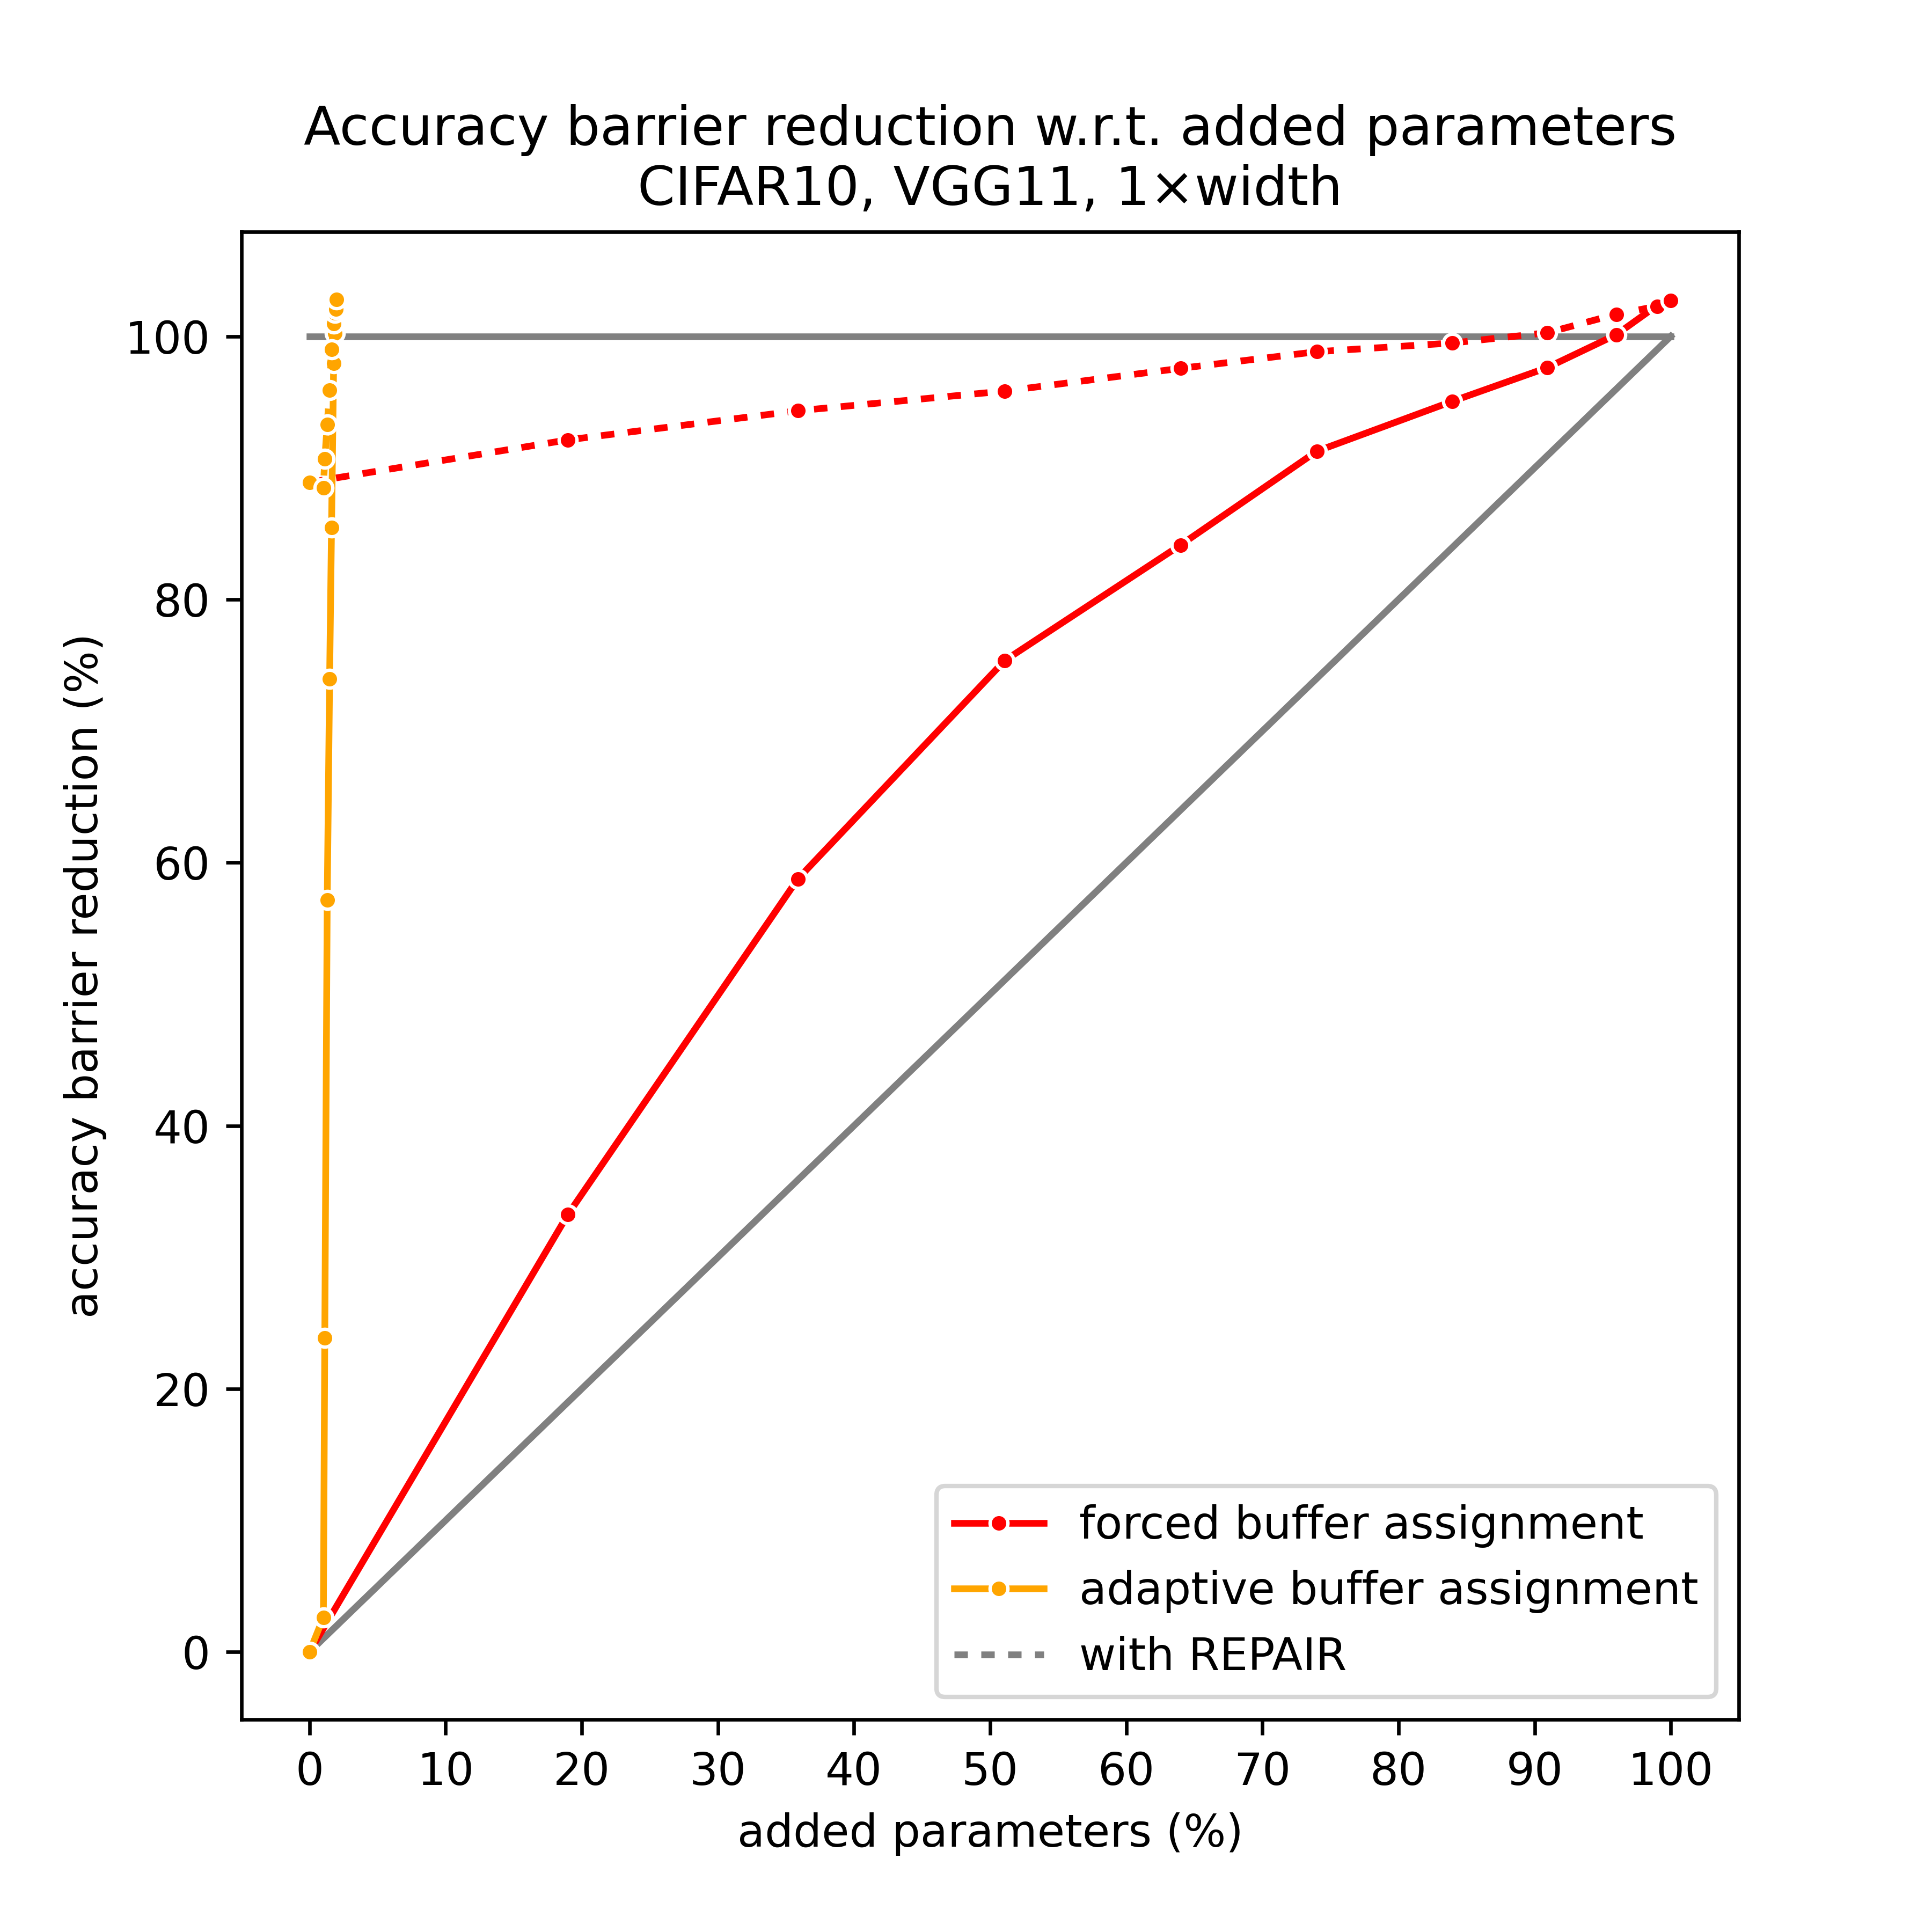 Accuracy barrier reduction w.r.t. added parameters
CIFAR10, VGG11, 1×width
accuracy barrier reduction (%)
100
80
60
40
20
0
0 10 20 30 40 50 60 70 80 90 100
added parameters (%)
forced buffer assignment
adaptive buffer assignment
with REPAIR